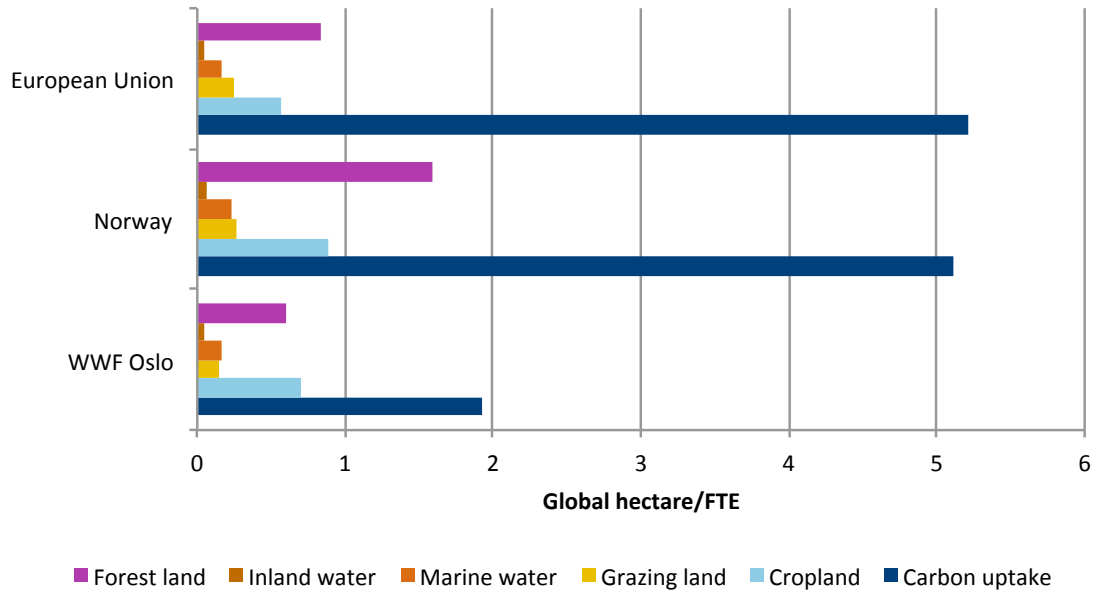 European Union
Norway
WWF Oslo
0 1 2 3 4 5 6
Global hectare/FTE
Forest land Inland water Marine water Grazing land Cropland Carbon uptake